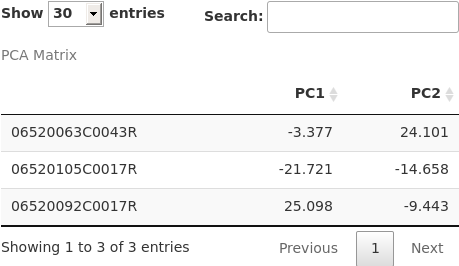 Show 30 entries Search:
PCA Matrix
PC1 PC2
06520063C0043R -3.377 24.101
06520105C0017R -21.721 -14.658
06520092C0017R 25.098 -9.443
Showing 1 to 3 of 3 entries Previous 1 Next